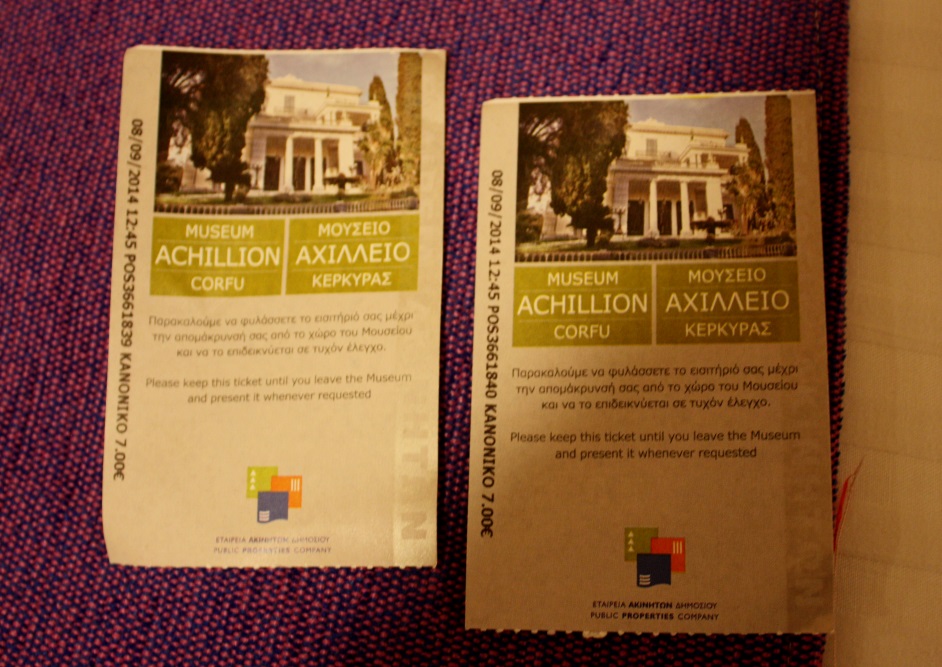 08/09/2014 12:45 POS3661839 KANONIKO 7.00€
MUSEUM
ACHILLION
CORFU
ΜΟΥΣΕΙΟ
ΑΧΙΛΛΕΙΟ
ΚΕΡΚΥΡΑΣ
Παρακαλούμε να φυλάσσετε το εισιτήριό σας μέχρι
την απομάκρυνσή σας από το χώρο του Μουσείου
και να το επιδεικνύεται σε τυχόν έλεγχο.
Please keep this ticket until you leave the Museum
and present it whenever requested
ΕΤΑΙΡΕΙΑ ΑΚΙΝΗΤΩΝ ΔΗΜΟΣΙΟΥ
PUBLIC PROPERTIES COMPANY
08/09/2014 12:45 POS3661840 KANONIKO 7.00€
MUSEUM
ACHILLION
CORFU
ΜΟΥΣΕΙΟ
ΑΧΙΛΛΕΙΟ
ΚΕΡΚΥΡΑΣ
Παρακαλούμε να φυλάσσετε το εισιτήριό σας μέχρι
την απομάκρυνσή σας από το χώρο του Μουσείου
και να το επιδεικνύεται σε τυχόν έλεγχο.
Please keep this ticket until you leave the Museum
and present it whenever requested
ΕΤΑΙΡΕΙΑ ΑΚΙΝΗΤΩΝ ΔΗΜΟΣΙΟΥ
PUBLIC PROPERTIES COMPANY